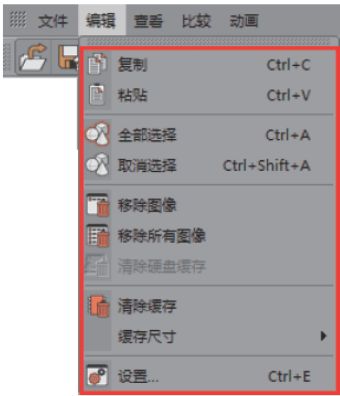 文件 编辑 查看 比较 动画
复制 Ctrl+C
粘贴 Ctrl+V
全部选择 Ctrl+A
取消选择 Ctrl+Shift+A
移除图像
移除所有图像
清除硬盘缓存
清除缓存
缓存尺寸
设置... Ctrl+E